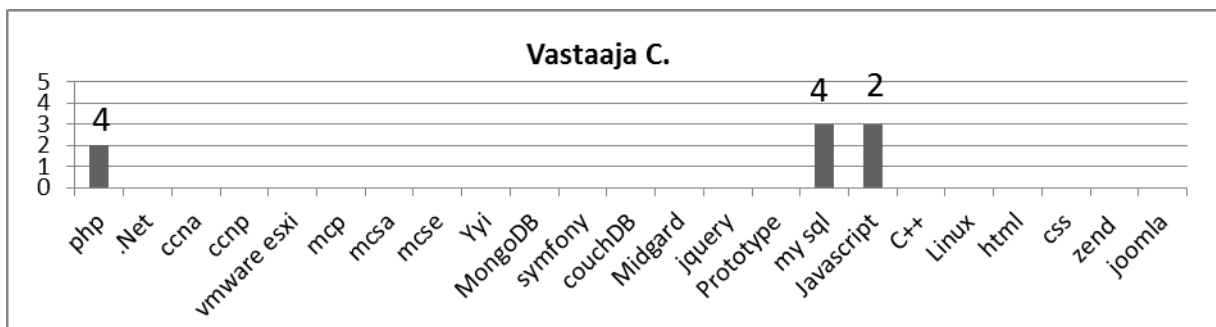 Vastaaja C.
5
4
3
2
1
0
4
4
2
php
.Net
ccna
ccnp
vmware esxi
mcp
mcsa
mcse
Yyi
MongoDB
symfony
couchDB
Midgard
jquery
Prototype
my sql
Javascript
C++
Linux
html
css
zend
joomla